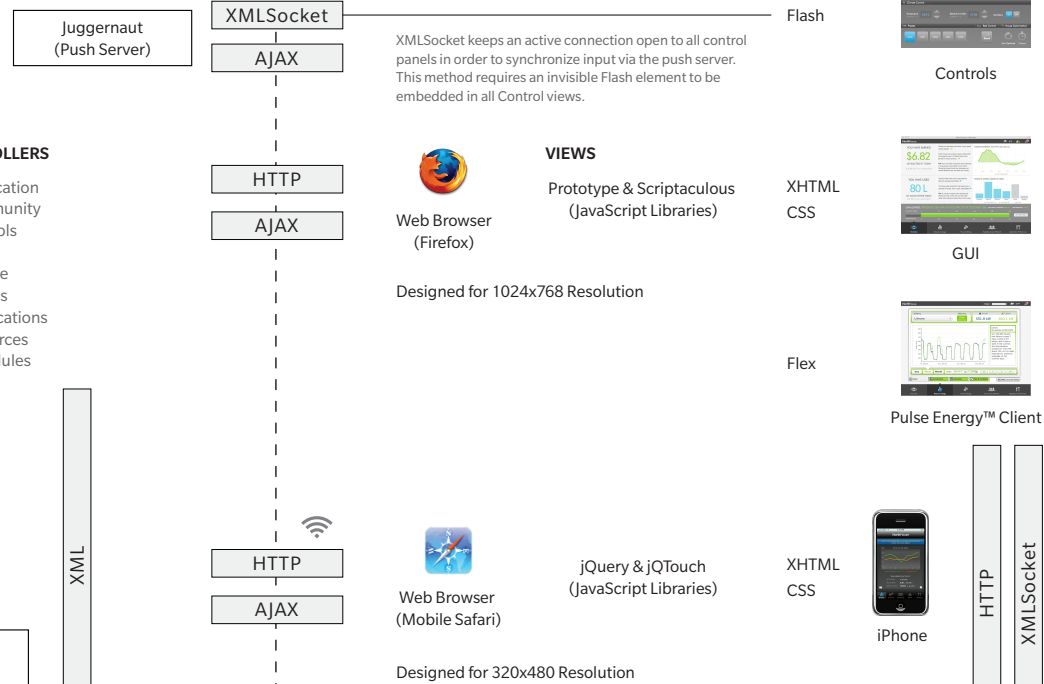 XMLSocket
Flash
Juggernaut
(Push Server)
AJAX
XMLSocket keeps an active connection open to all control
panels in order to synchronize input via the push server.
This method requires an invisible Flash element to be
embedded in all Control views.
Controls
OLLERS
cation
munity
ols
e
s
cations
rces
dules
HTTP
AJAX
Web Browser
(Firefox)
VIEWS
Prototype & Scriptaculous
(JavaScript Libraries)
XHTML
CSS
$6.82
80 L
GUI
Designed for 1024x768 Resolution
Flex
Pulse Energy™ Client
XML
HTTP
AJAX
Web Browser
(Mobile Safari)
jQuery & jQTouch
(JavaScript Libraries)
XHTML
CSS
iPhone
HTTP
XMLSocket
Designed for 320x480 Resolution